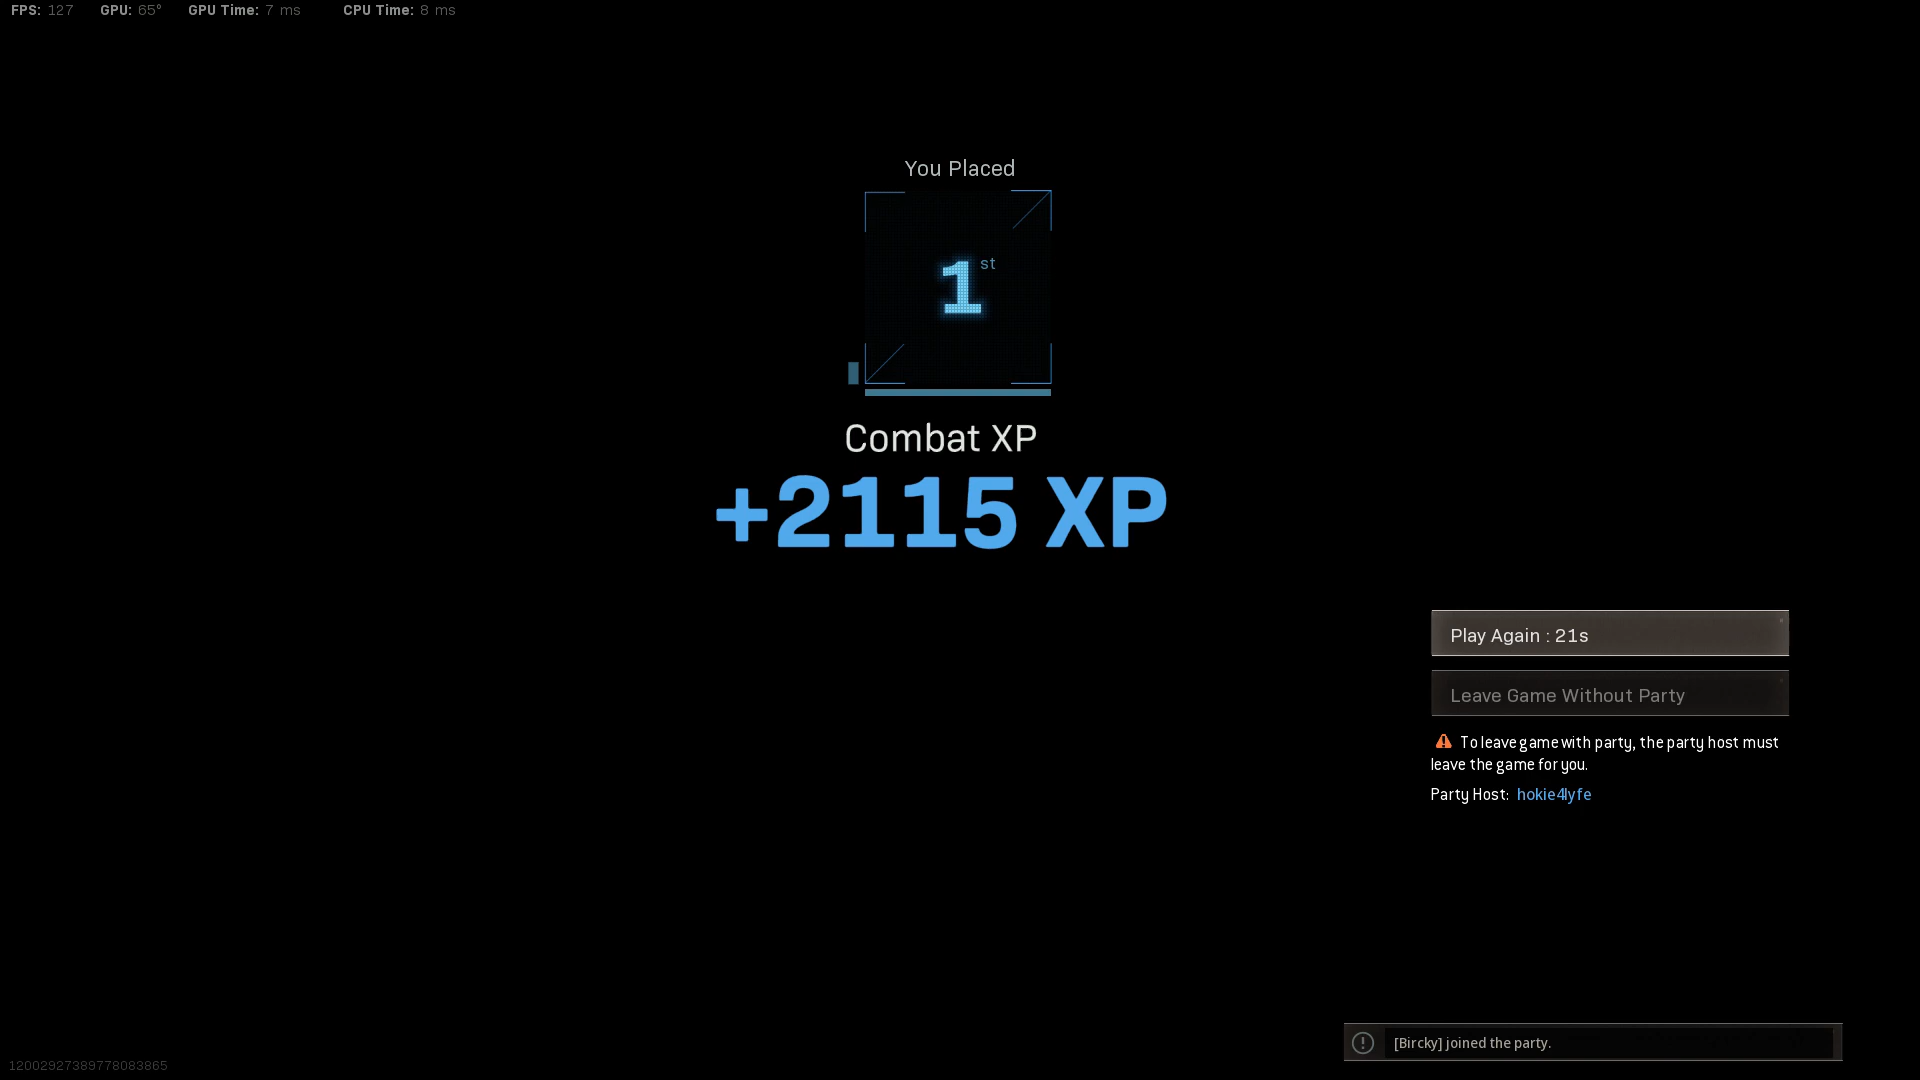 FPS: 127 GPU: 65° GPU Time: 7 ms CPU Time: 8 ms
You Placed
1st
Combat XP
+2115 XP
Play Again : 21s
Leave Game Without Party
To leave game with party, the party host must
leave the game for you.
Party Host: hokie4lyfe
[Bircky] joined the party.
12002927389778083865